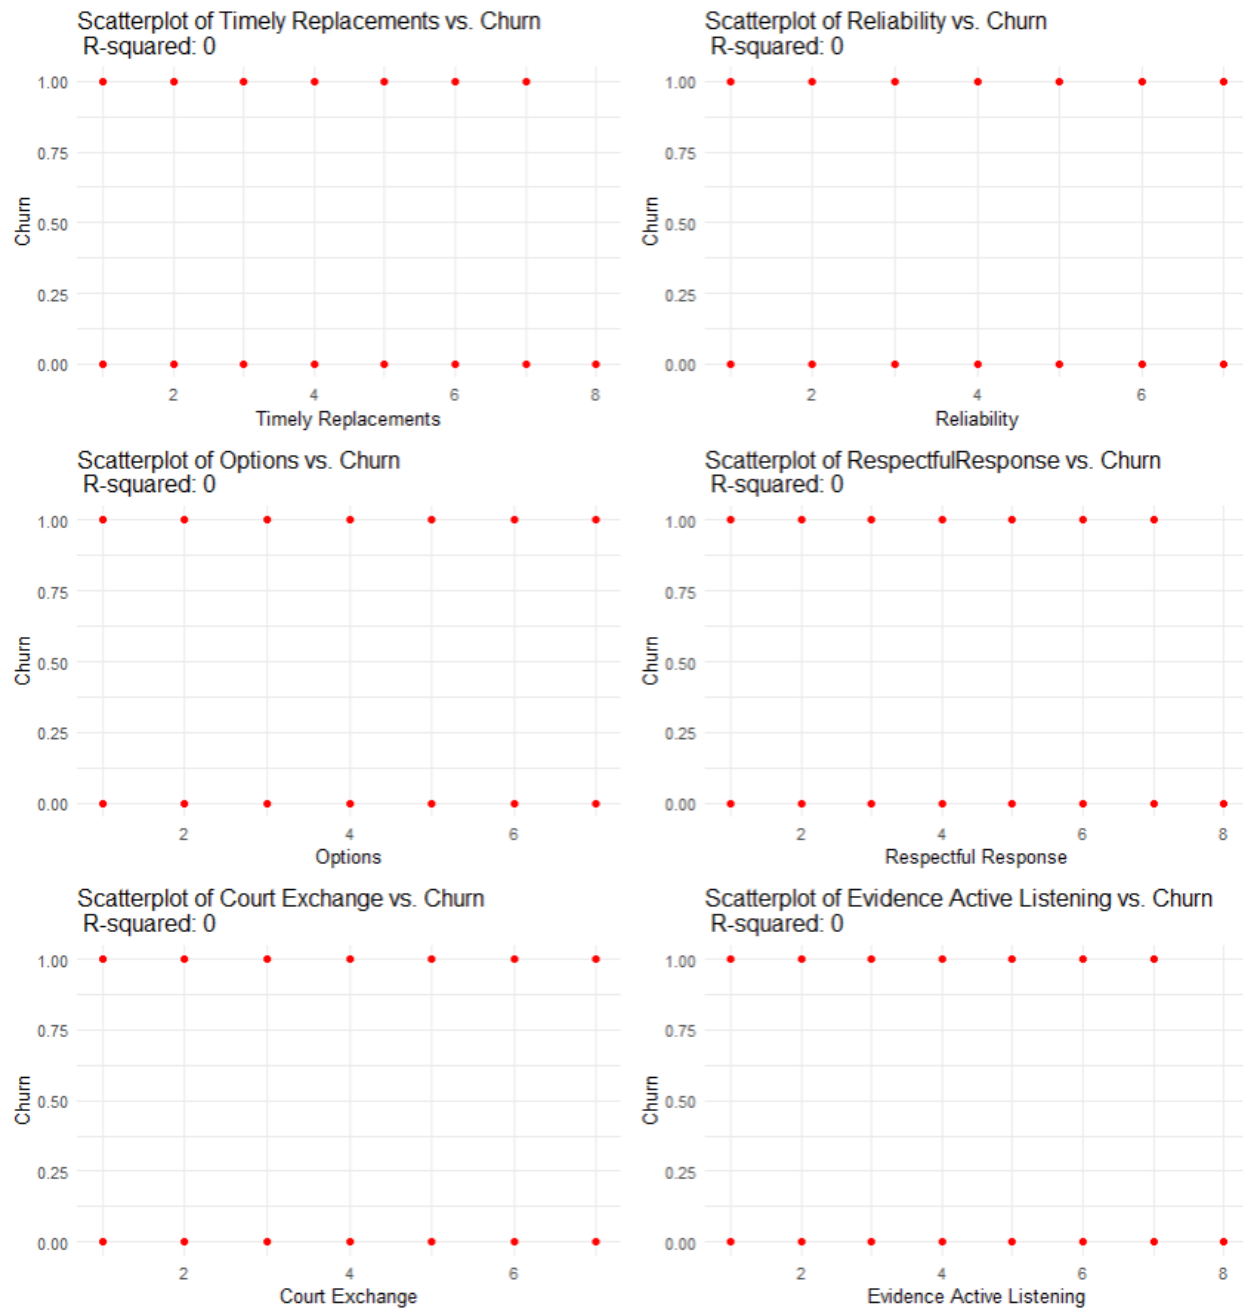 Scatterplot of Timely Replacements vs. Churn
R-squared: 0
1.00
0.75
0.50
0.25
0.00
Churn
2 4 6 8
Timely Replacements
Scatterplot of Reliability vs. Churn
R-squared: 0
1.00
0.75
0.50
0.25
0.00
Churn
2 4 6
Reliability
Scatterplot of Options vs. Churn
R-squared: 0
1.00
0.75
0.50
0.25
0.00
Churn
2 4 6
Options
Scatterplot of RespectfulResponse vs. Churn
R-squared: 0
1.00
0.75
0.50
0.25
0.00
Churn
2 4 6 8
Respectful Response
Scatterplot of Court Exchange vs. Churn
R-squared: 0
1.00
0.75
0.50
0.25
0.00
Churn
2 4 6
Court Exchange
Scatterplot of Evidence Active Listening vs. Churn
R-squared: 0
1.00
0.75
0.50
0.25
0.00
Churn
2 4 6 8
Evidence Active Listening